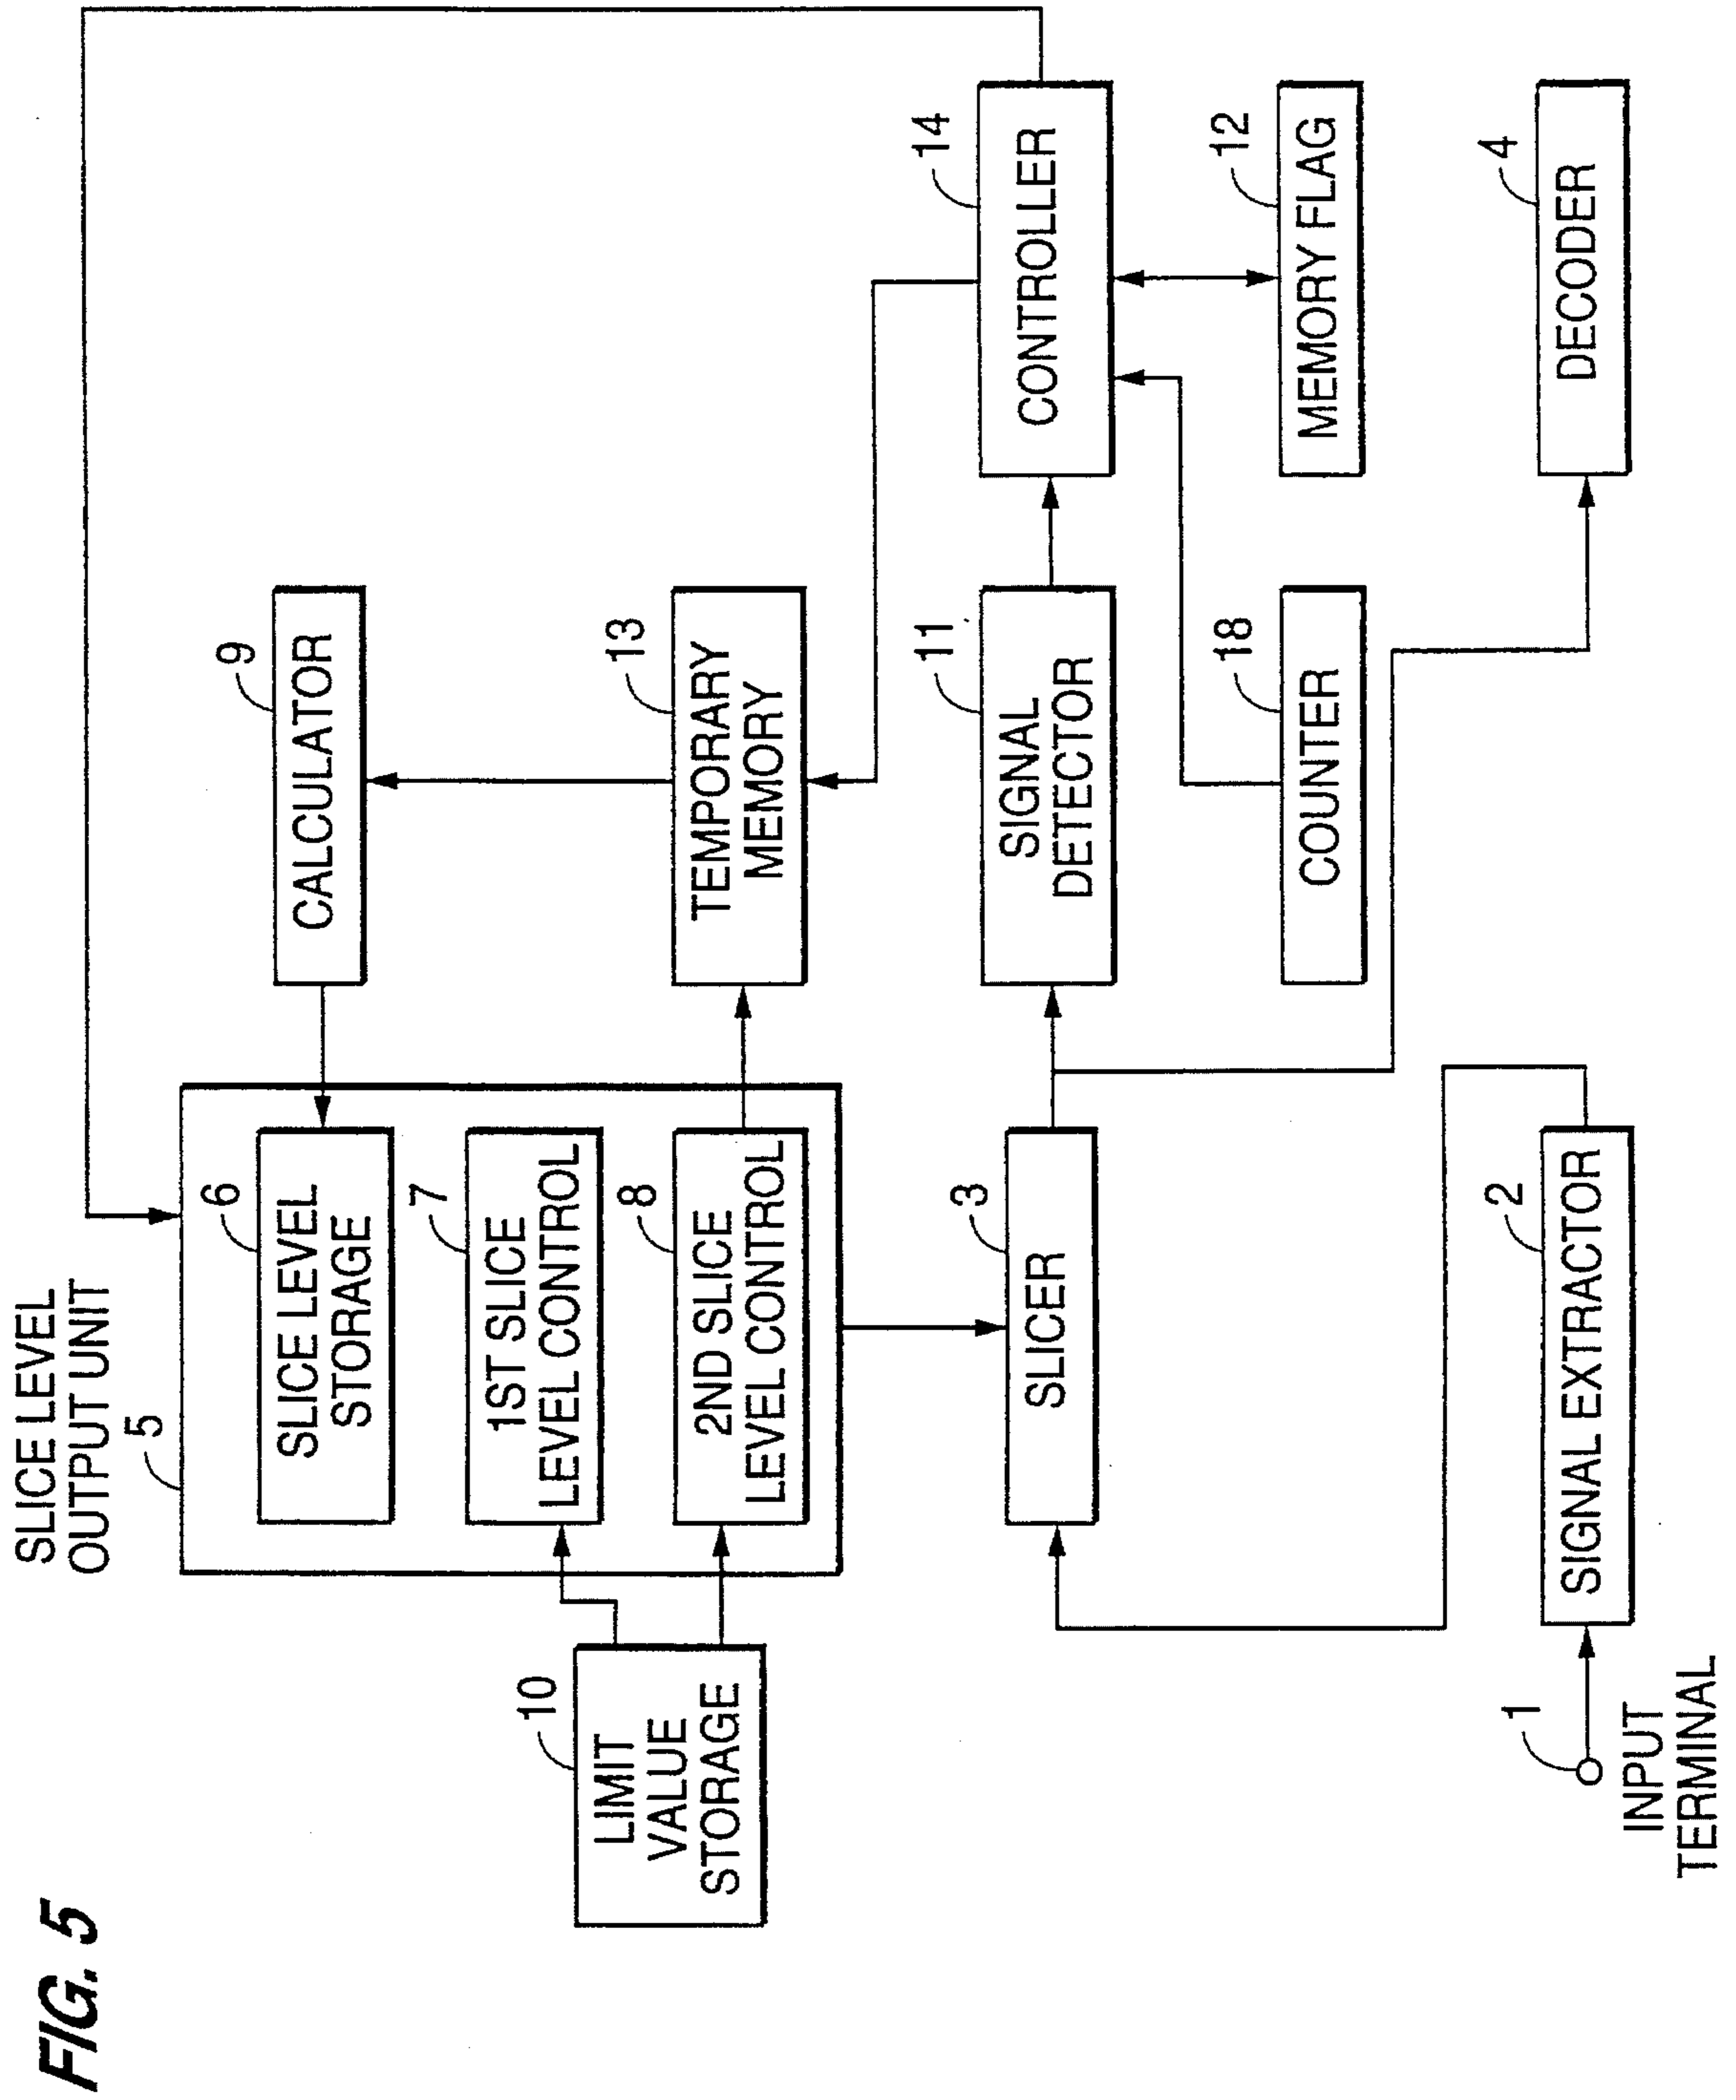 FIG. 5
SLICE LEVEL
OUTPUT UNIT
5
6
SLICE LEVEL
STORAGE
7
1ST SLICE
LEVEL CONTROL
8
2ND SLICE
LEVEL CONTROL
9
CALCULATOR
10
LIMIT
VALUE
STORAGE
13
TEMPORARY
MEMORY
14
CONTROLLER
3
SLICER
11
SIGNAL
DETECTOR
12
MEMORY FLAG
18
COUNTER
4
DECODER
2
SIGNAL EXTRACTOR
1
INPUT
TERMINAL